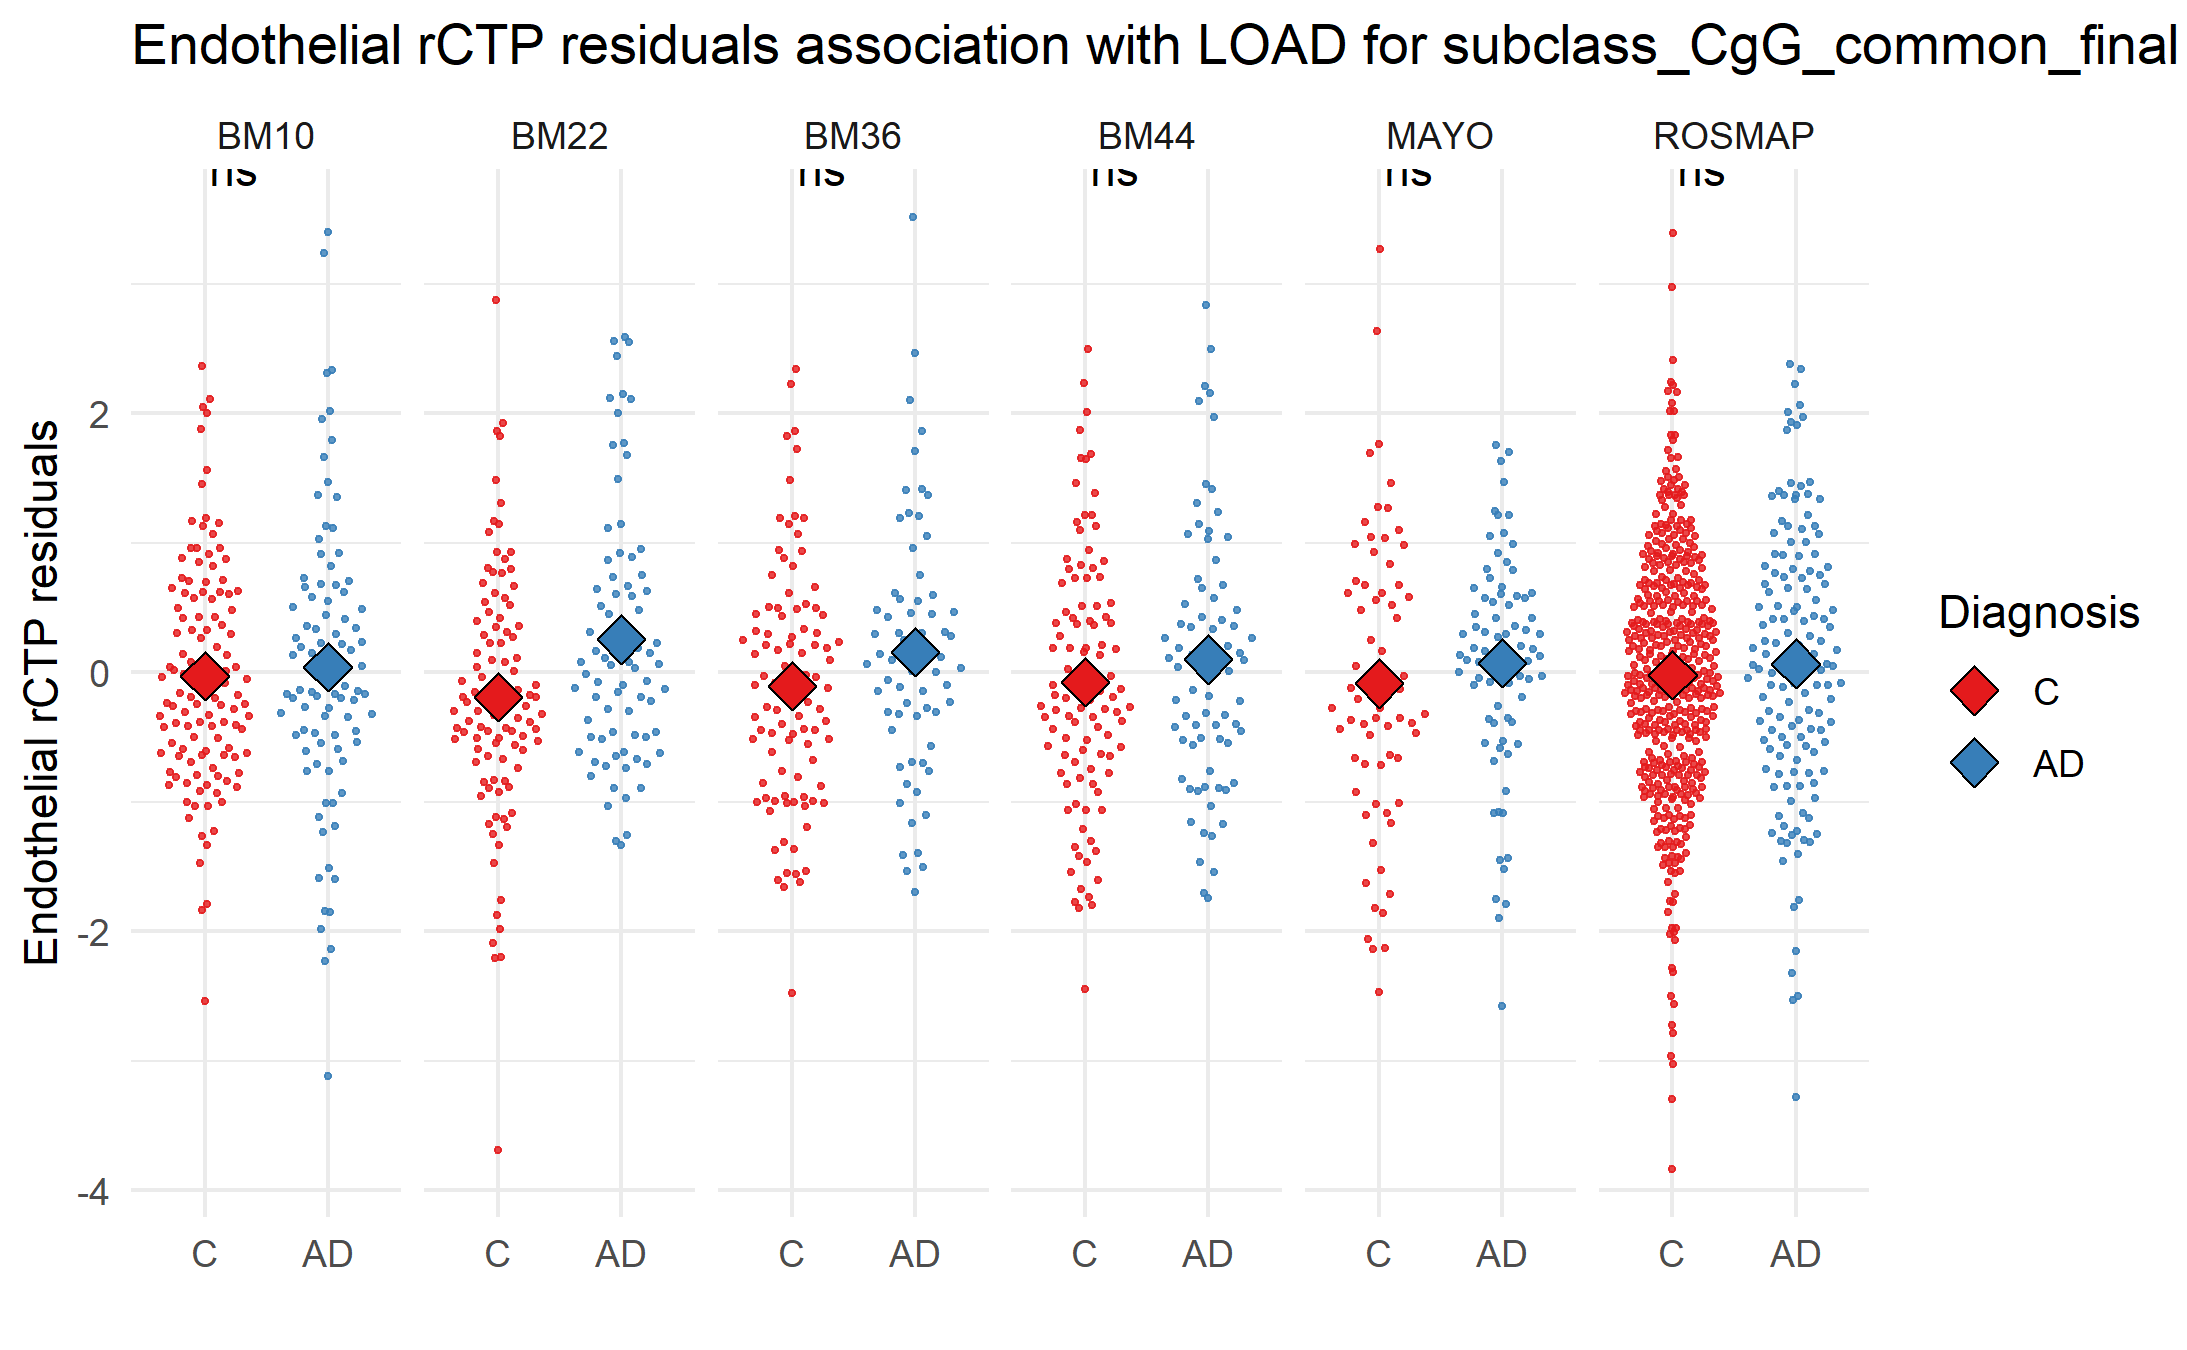 Endothelial rCTP residuals association with LOAD for subclass_CgG_common_final
BM10 BM22 BM36 BM44 MAYO ROSMAP
ns ns ns ns ns
Endothelial rCTP residuals
2
0
-2
-4
C AD C AD C AD C AD C AD C AD
Diagnosis
C
AD